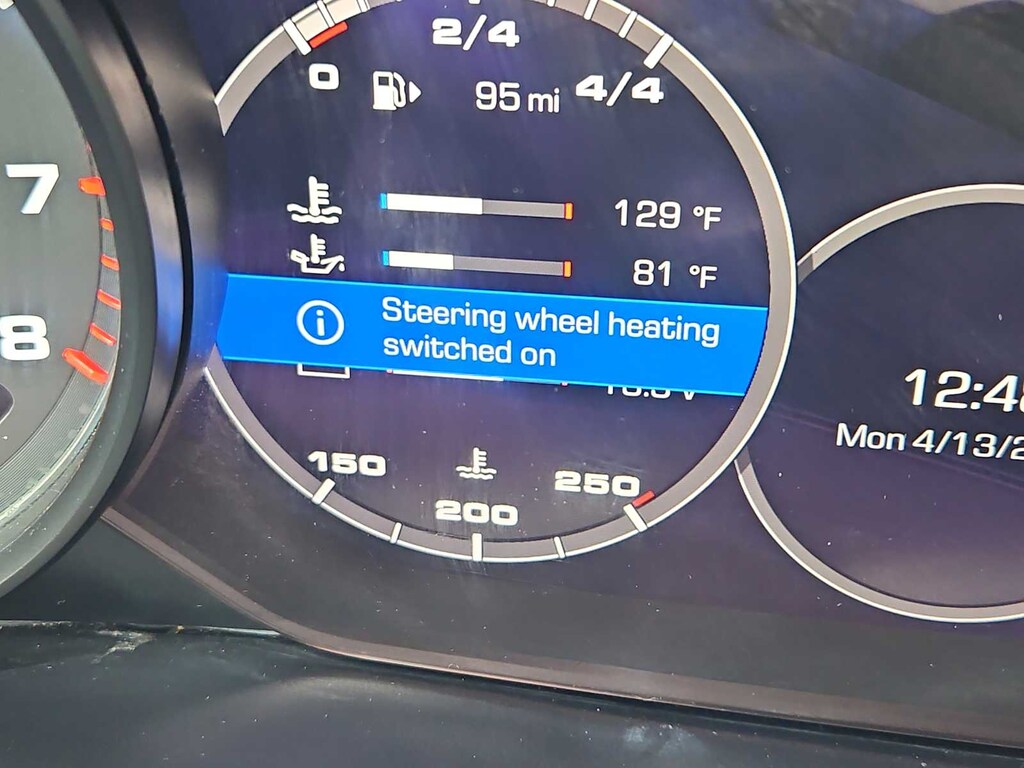 2/4
0
95 mi
4/4
7
129 °F
81 °F
Steering wheel heating
switched on
8
12:4
Mon 4/13/2
150
250
200